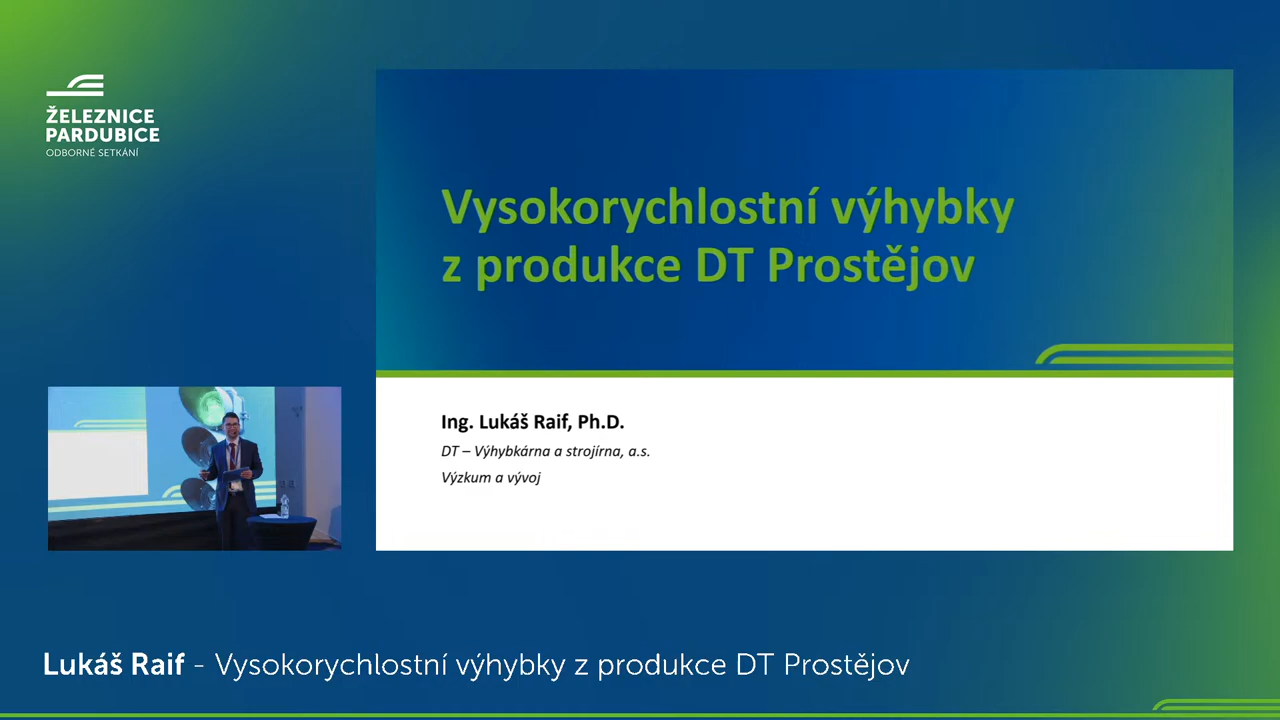 ŽELEZNICE
PARDUBICE
ODBORNÉ SETKÁNÍ
Vysokorychlostní výhybky
z produkce DT Prostějov
Ing. Lukáš Raif, Ph.D.
DT – Výhybkárna a strojírna, a.s.
Výzkum a vývoj
Lukáš Raif - Vysokorychlostní výhybky z produkce DT Prostějov